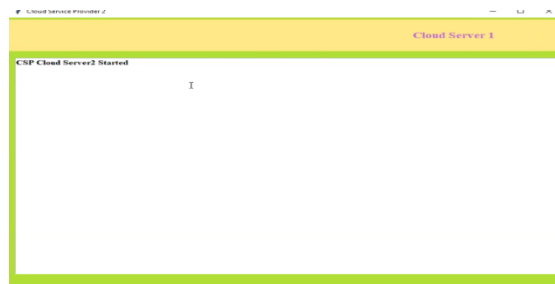 Cloud Service Provider 2
Cloud Server 1
CSP Cloud Server2 Started